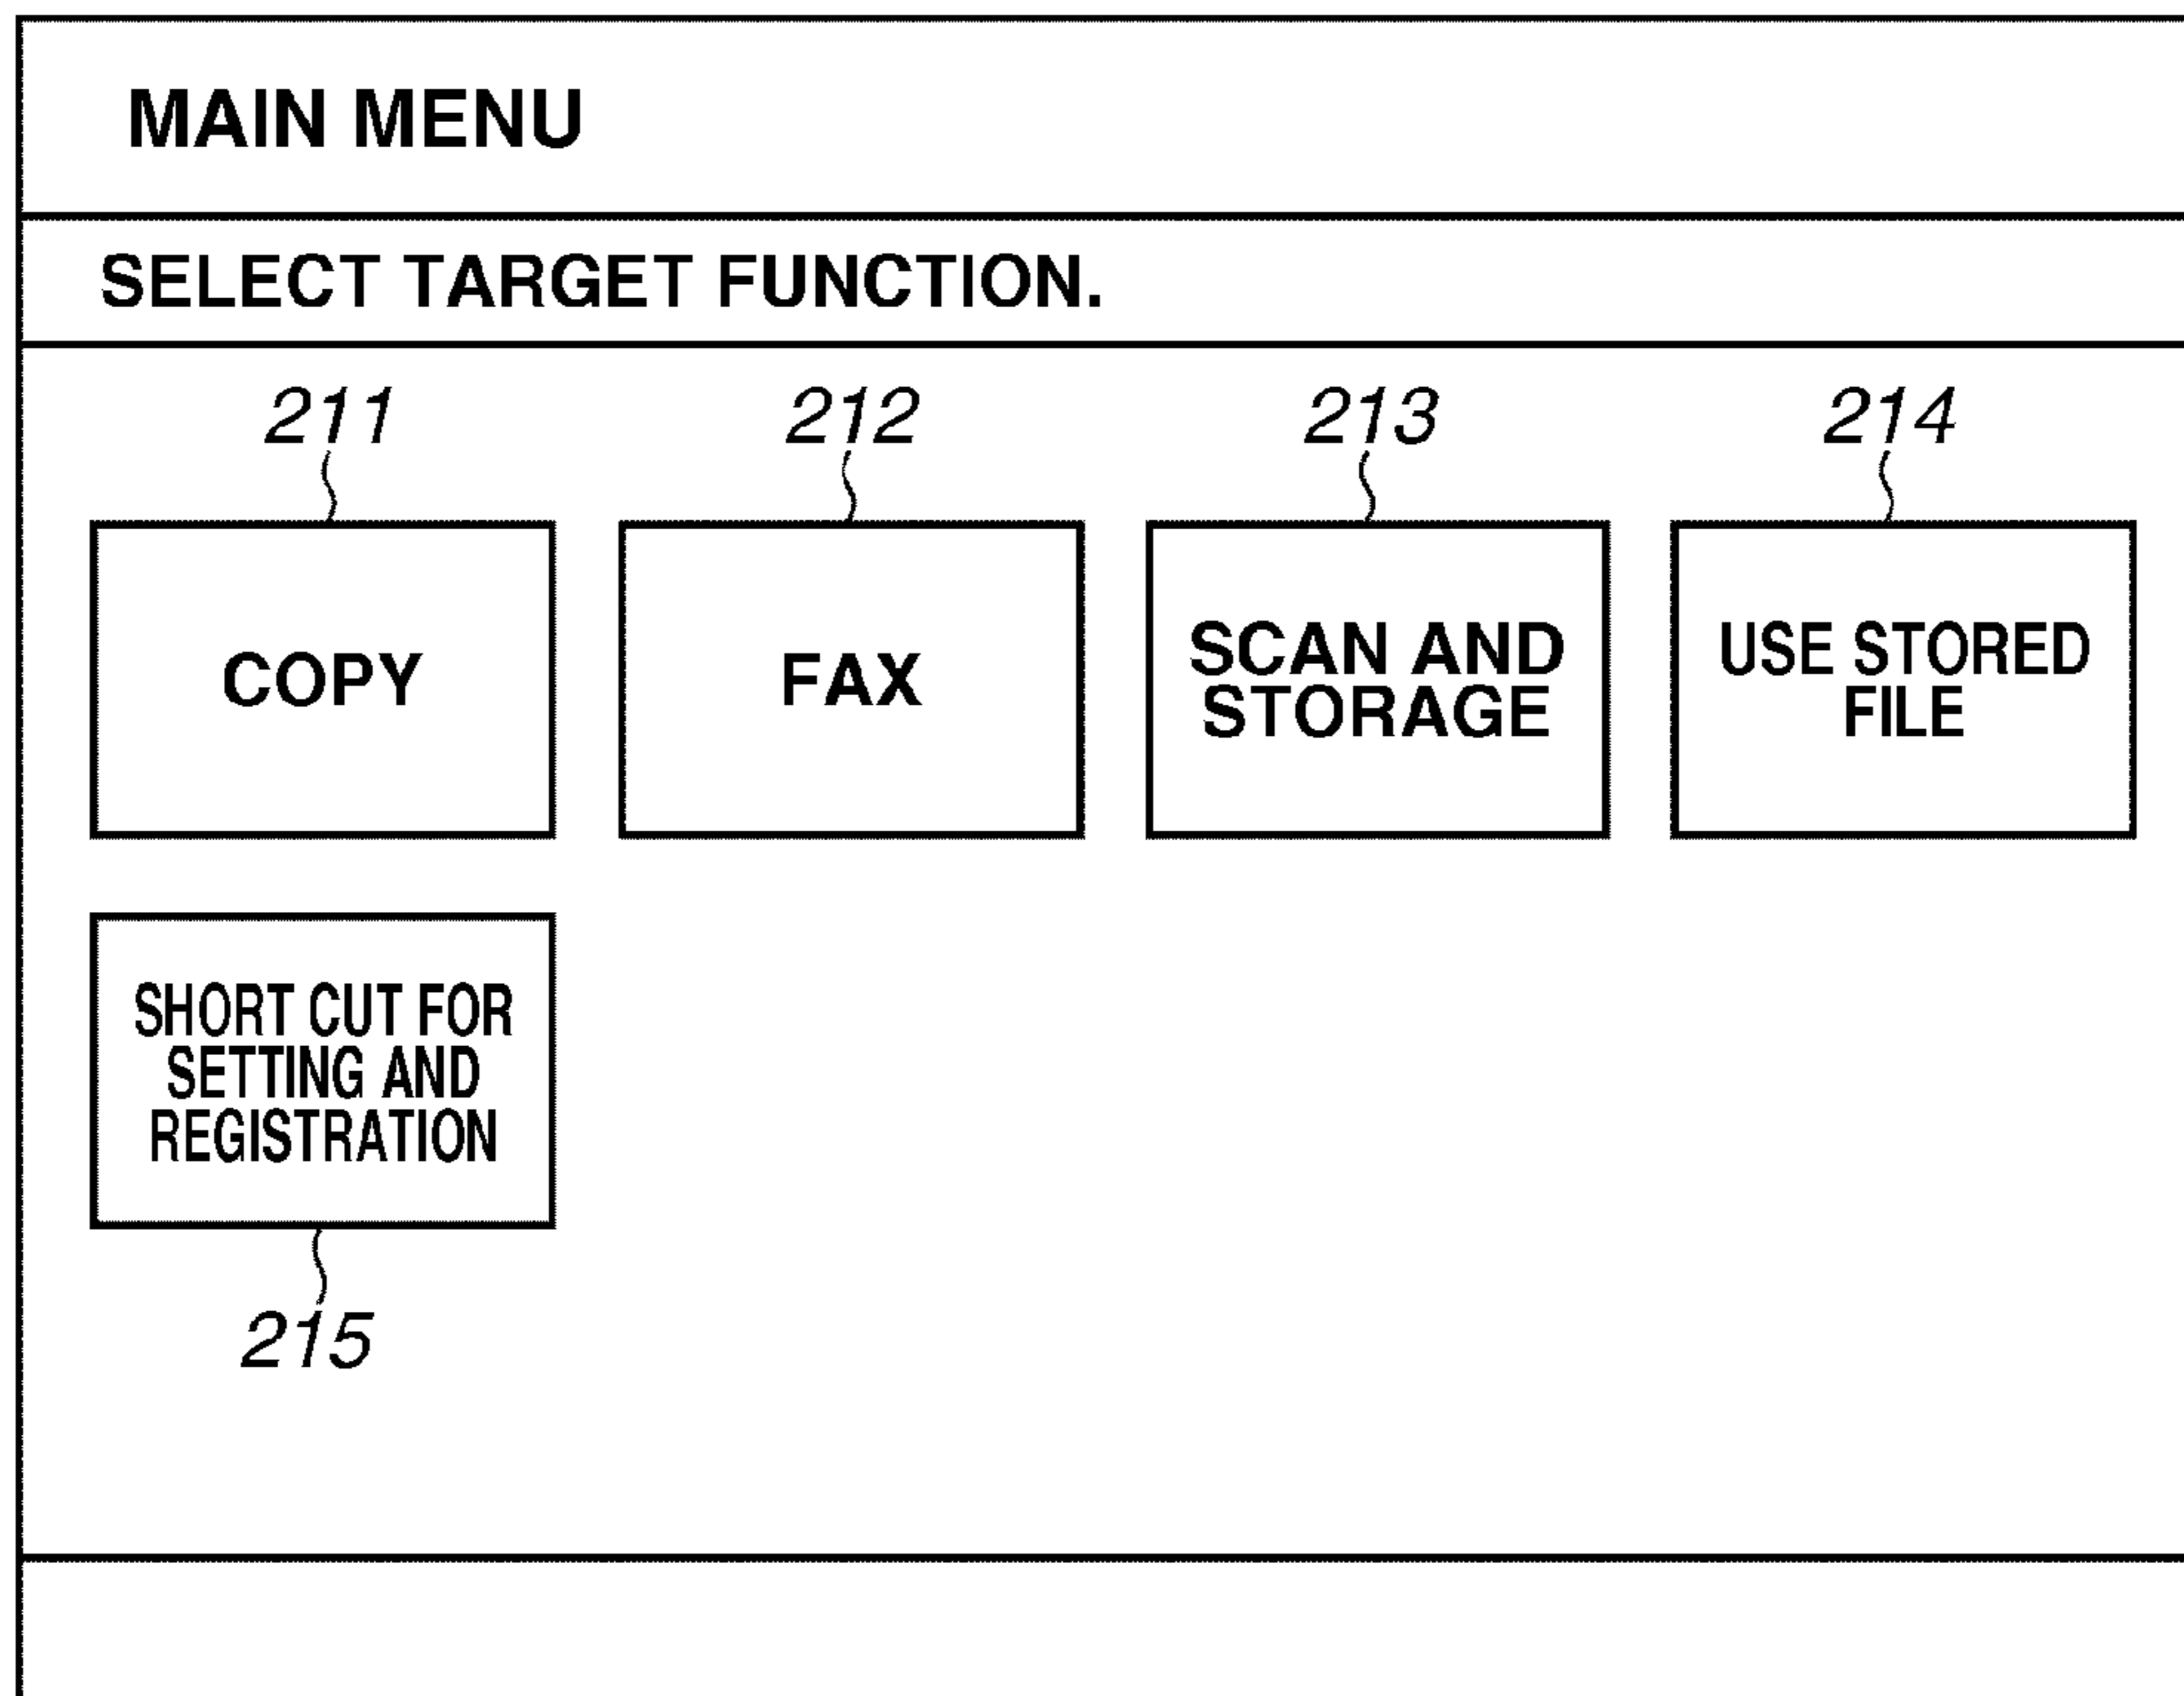 MAIN MENU
SELECT TARGET FUNCTION.
211
212
213
214
COPY
FAX
SCAN AND
STORAGE
USE STORED
FILE
SHORT CUT FOR
SETTING AND
REGISTRATION
215